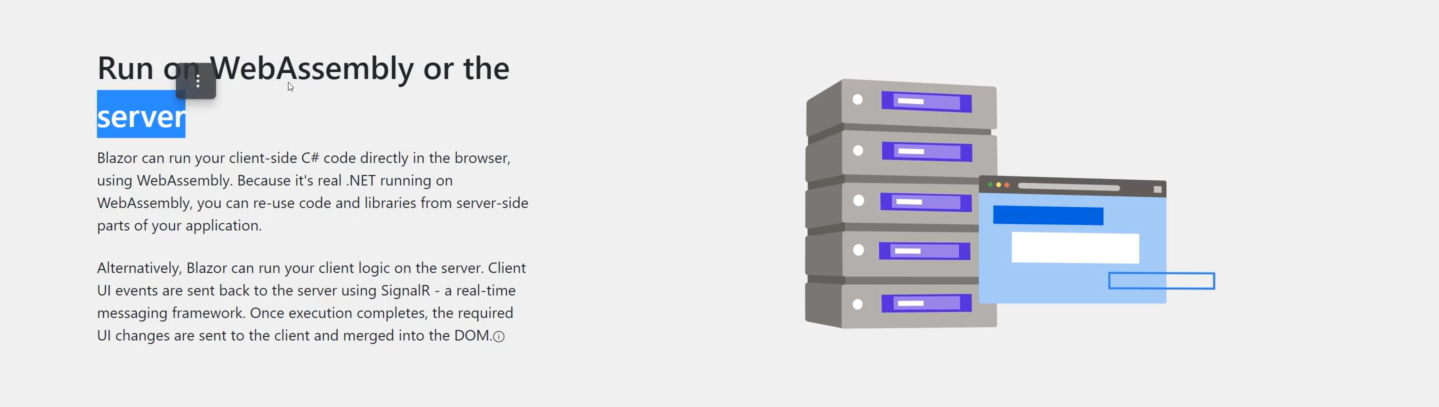 Run on WebAssembly or the
server
Blazor can run your client-side C# code directly in the browser,
using WebAssembly. Because it's real .NET running on
WebAssembly, you can re-use code and libraries from server-side
parts of your application.
Alternatively, Blazor can run your client logic on the server. Client
UI events are sent back to the server using SignalR - a real-time
messaging framework. Once execution completes, the required
UI changes are sent to the client and merged into the DOM.